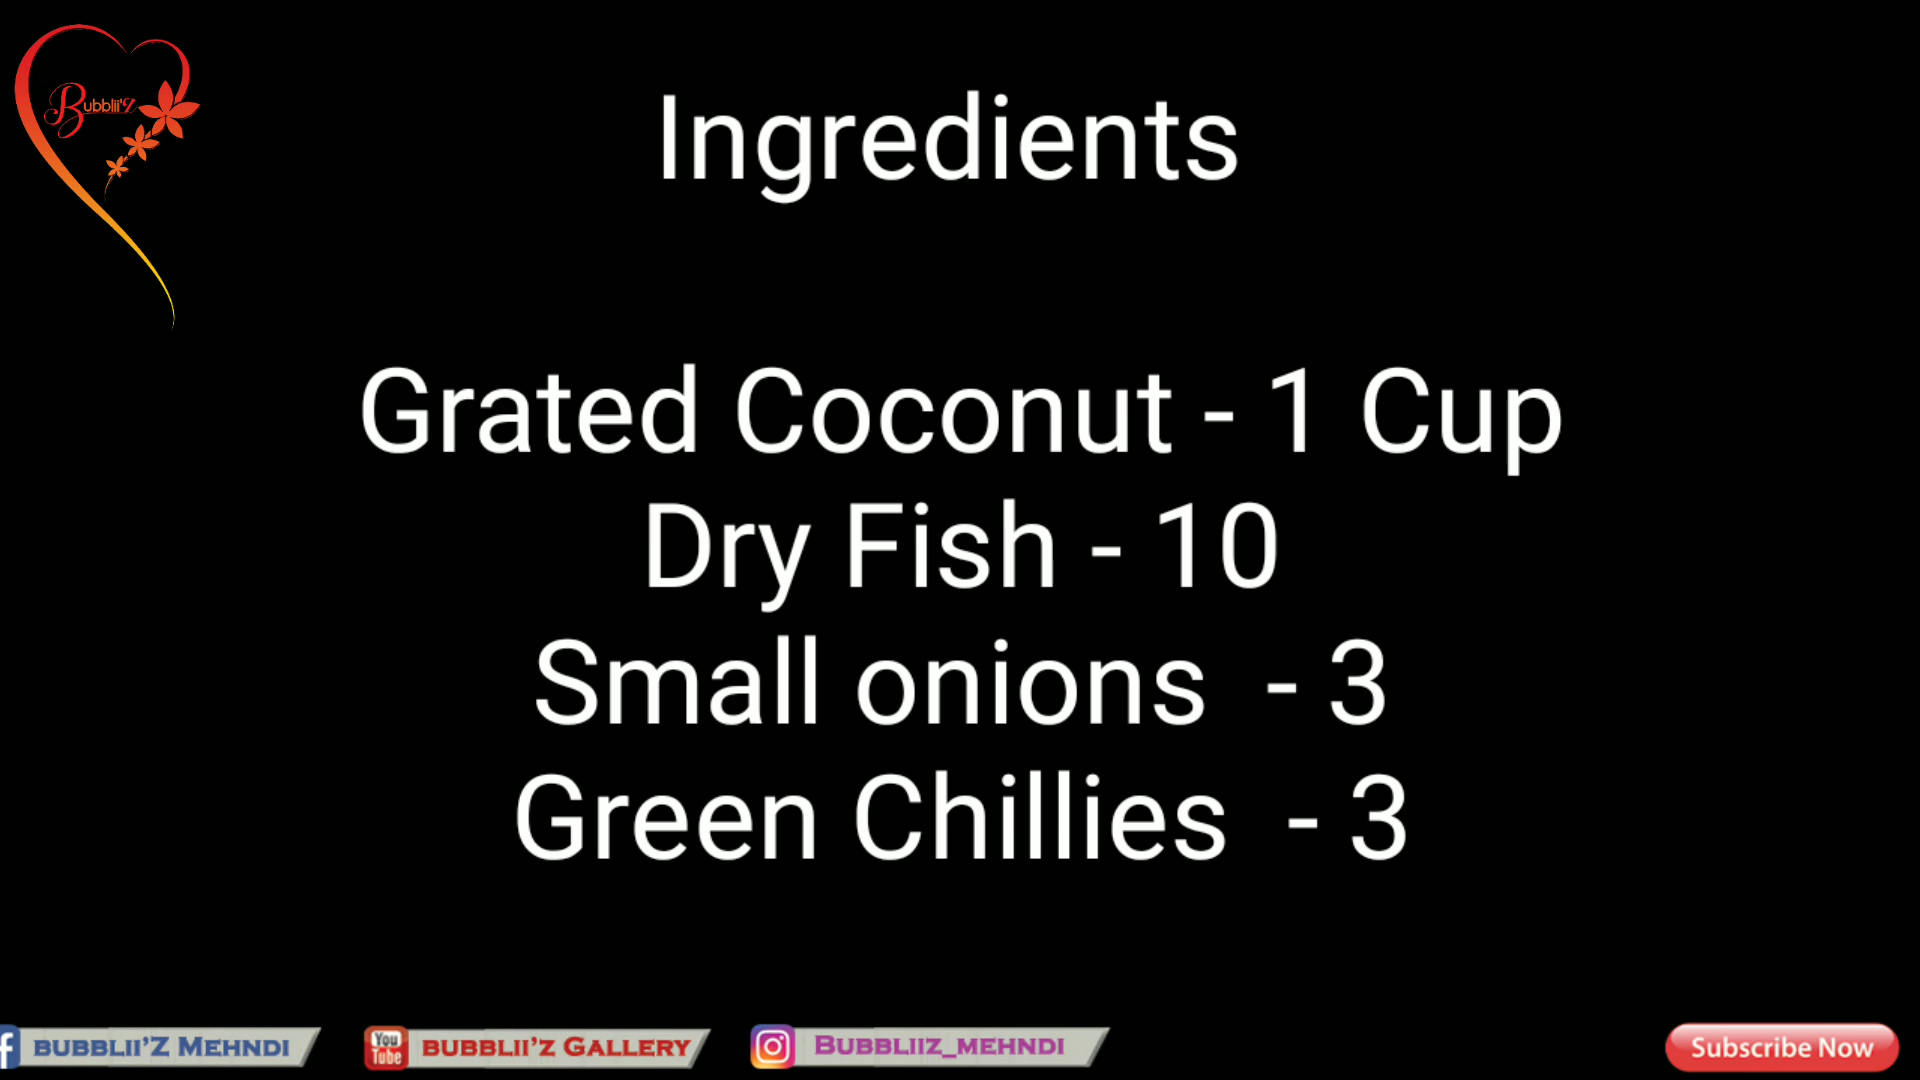 Bubblii'Z
Ingredients
Grated Coconut - 1 Cup
Dry Fish - 10
Small onions - 3
Green Chillies - 3
f BUBBLII'Z MEHNDI
You Tube BUBBLII'Z GALLERY
BUBBLIIZ_MEHNDI
Subscribe Now